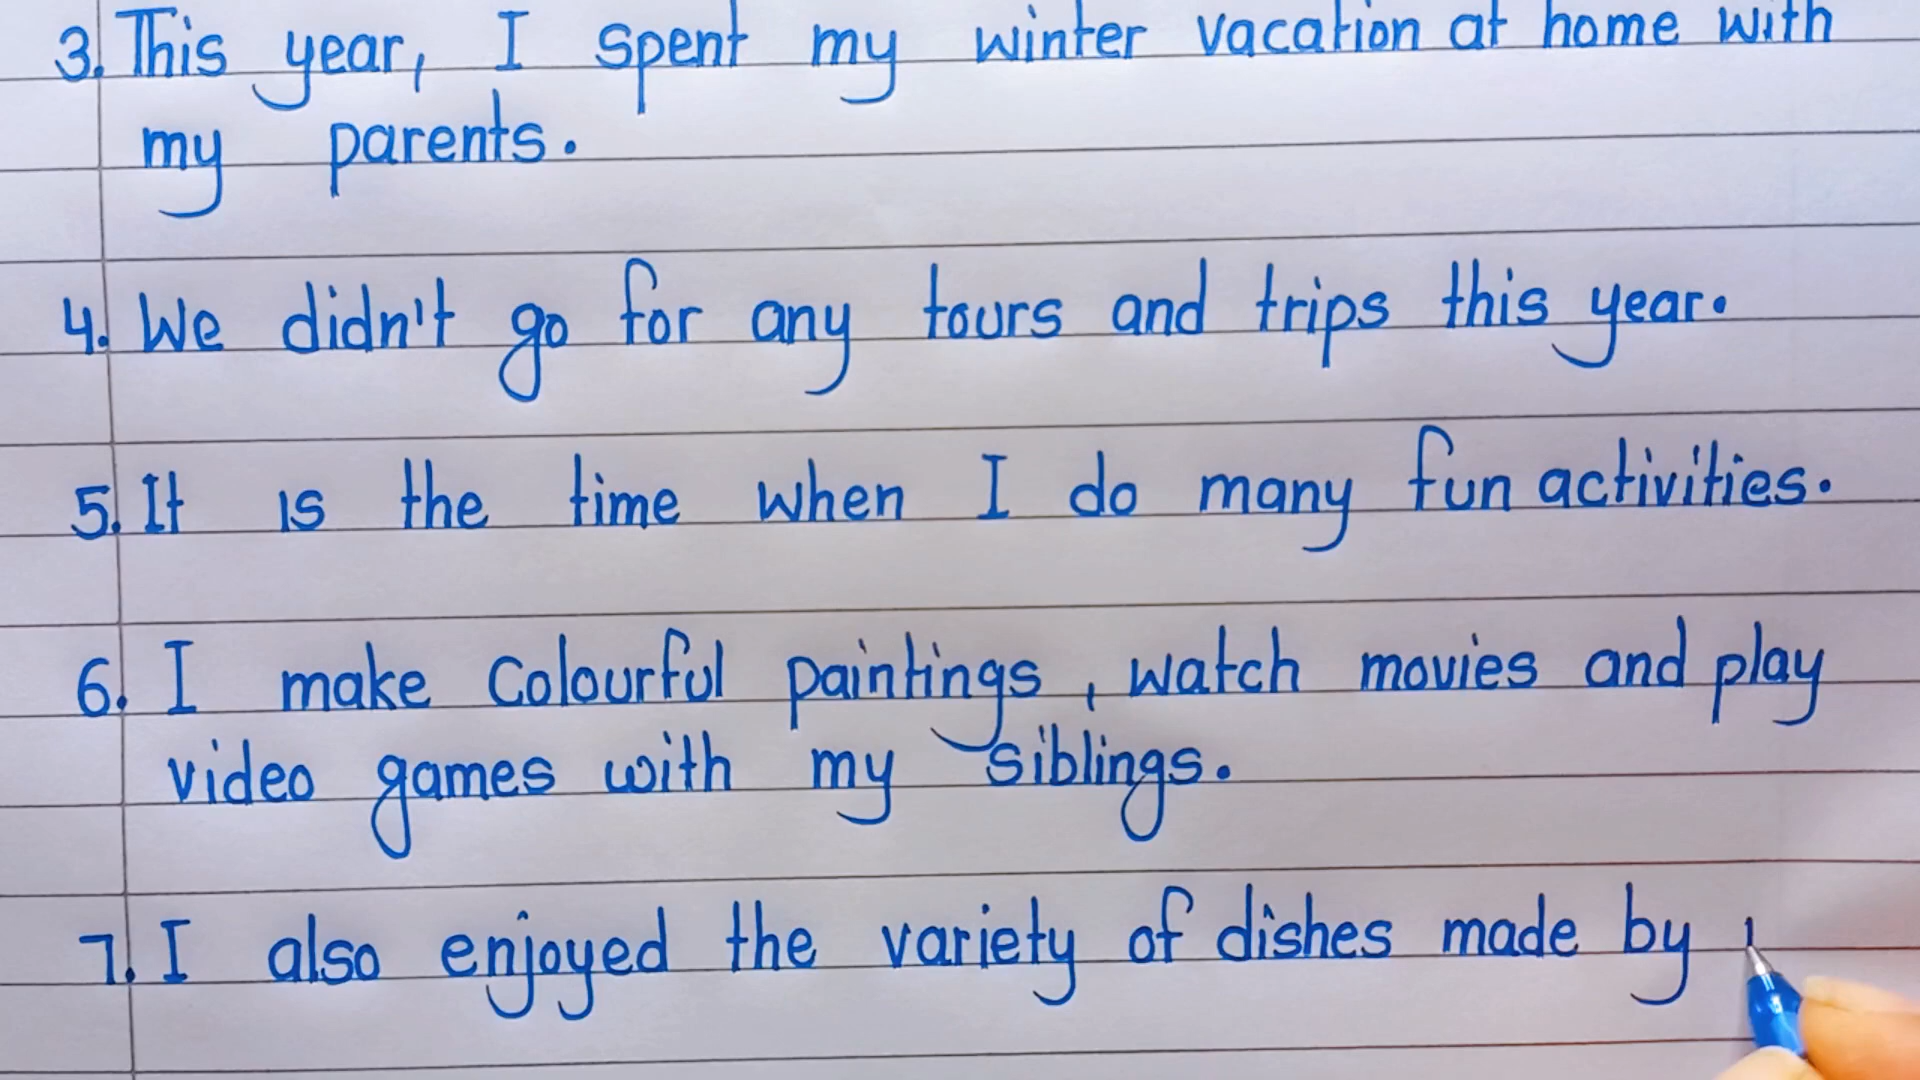 3. This year, I spent my winter vacation at home with
my parents.
4. We didn't go for any tours and trips this year.
5. It is the time when I do many fun activities.
6. I make colourful paintings, watch movies and play
video games with my siblings.
7. I also enjoyed the variety of dishes made by